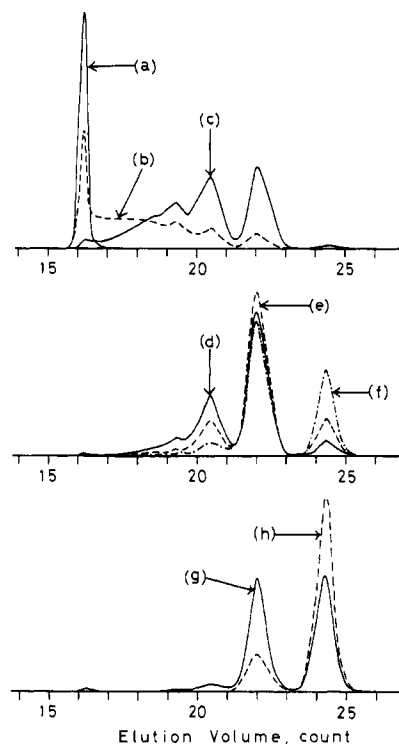 (a)
(c)
(b)
15 20 25
(e)
(d)
(f)
15 20 25
(h)
(g)
15 20 25
Elution Volume, count